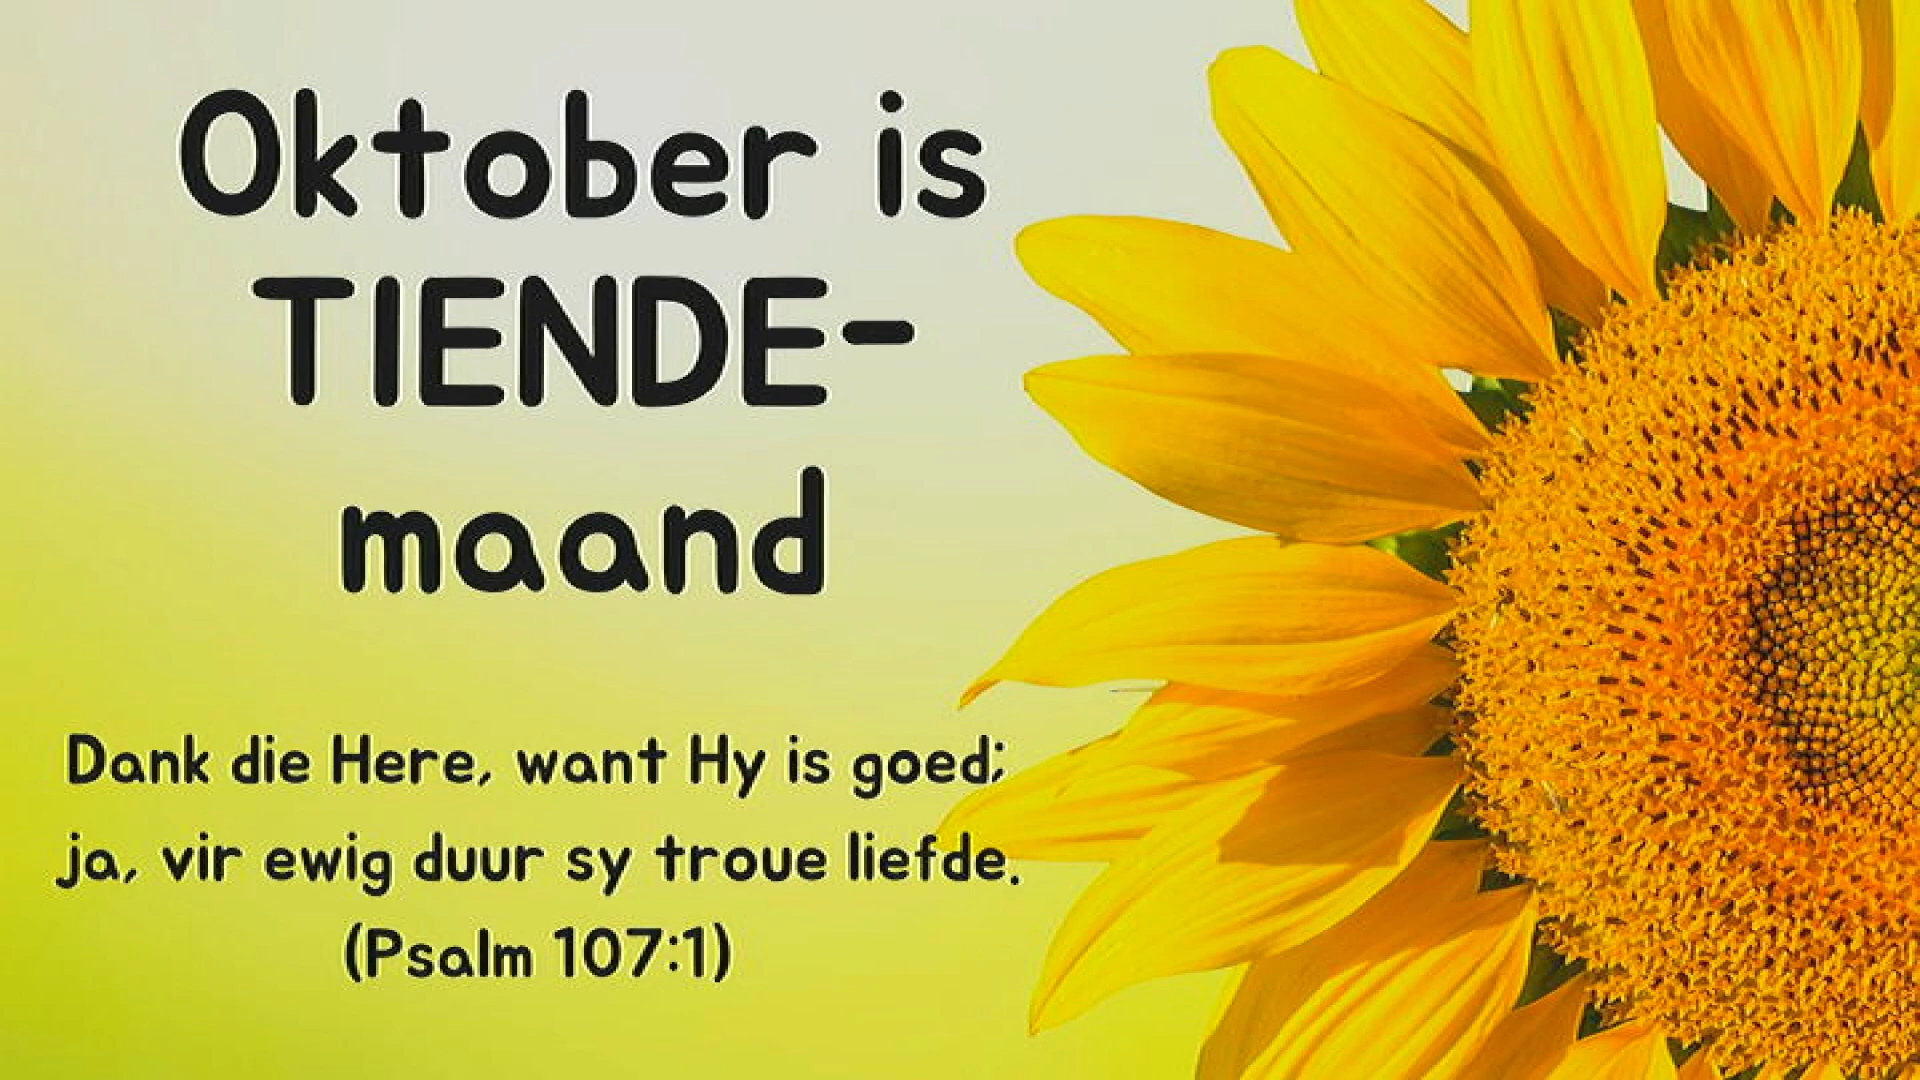 Oktober is
TIENDE-
maand
Dank die Here, want Hy is goed;
ja, vir ewig duur sy troue liefde.
(Psalm 107:1)